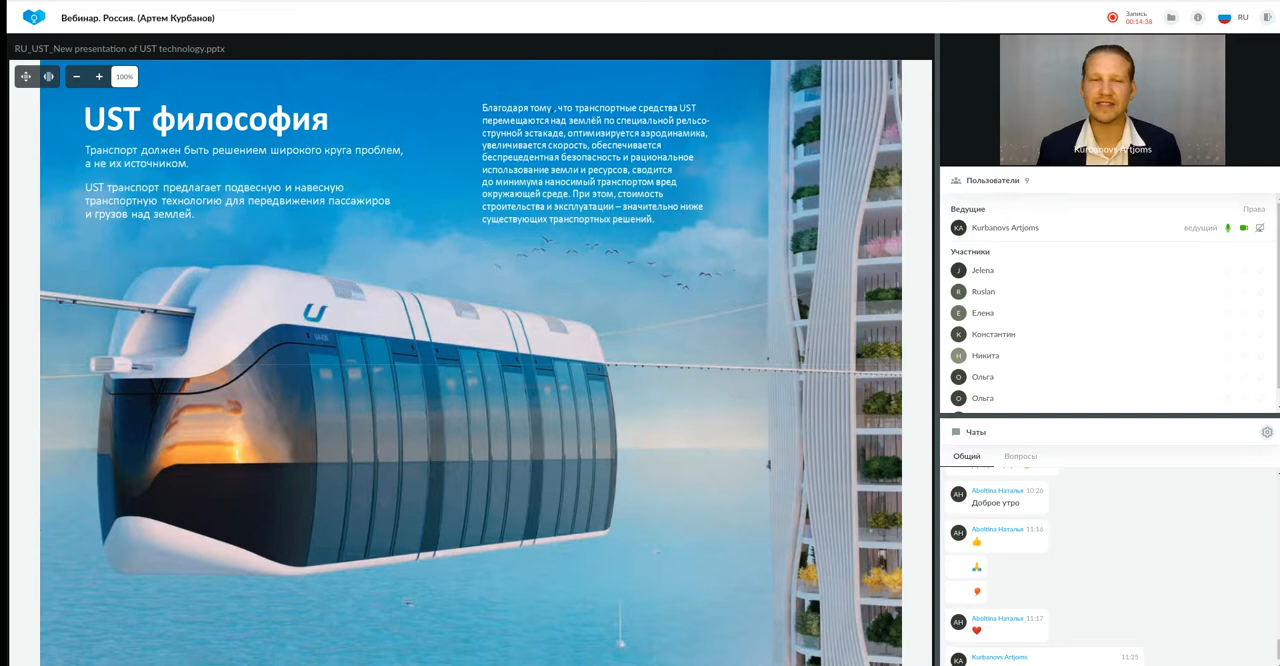 Вебинар. Россия. (Артем Курбанов)
Запись
00:14:38
RU
RU_UST_New presentation of UST technology.pptx
100%
UST философия
Транспорт должен быть решением широкого круга проблем,
а не их источником.
UST транспорт предлагает подвесную и навесную
транспортную технологию для передвижения пассажиров
и грузов над землей.
Благодаря тому , что транспортные средства UST
перемещаются над землёй по специальной рельсо-
струнной эстакаде, оптимизируется аэродинамика,
увеличивается скорость, обеспечивается
беспрецедентная безопасность и рациональное
использование земли и ресурсов, сводится
до минимума наносимый транспортом вред
окружающей среде. При этом, стоимость
строительства и эксплуатации – значительно ниже
существующих транспортных решений.
Kurbanovs Artjoms
Пользователи 9
Ведущие Права
KA Kurbanovs Artjoms ведущий
Участники
J Jelena
R Ruslan
Е Елена
К Константин
Н Никита
О Ольга
О Ольга
Чаты
Общий Вопросы
АН Aboltina Наталья 10:26
Доброе утро
АН Aboltina Наталья 11:16
👍
🙏
🎈
АН Aboltina Наталья 11:17
❤️
KA Kurbanovs Artjoms 11:25